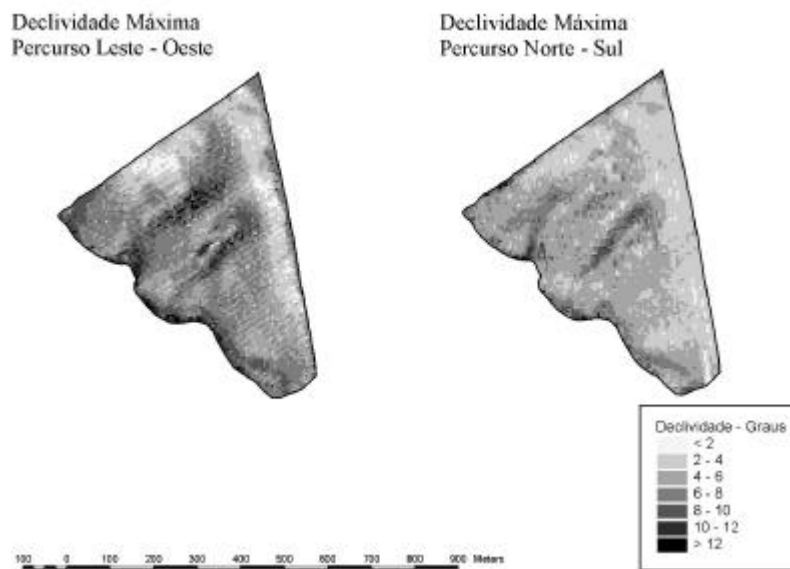 Declividade Máxima
Percurso Leste - Oeste
Declividade Máxima
Percurso Norte - Sul
Declividade - Graus
< 2
2 - 4
4 - 6
6 - 8
8 - 10
10 - 12
> 12
100 0 100 200 300 400 500 600 700 800 900 Meters